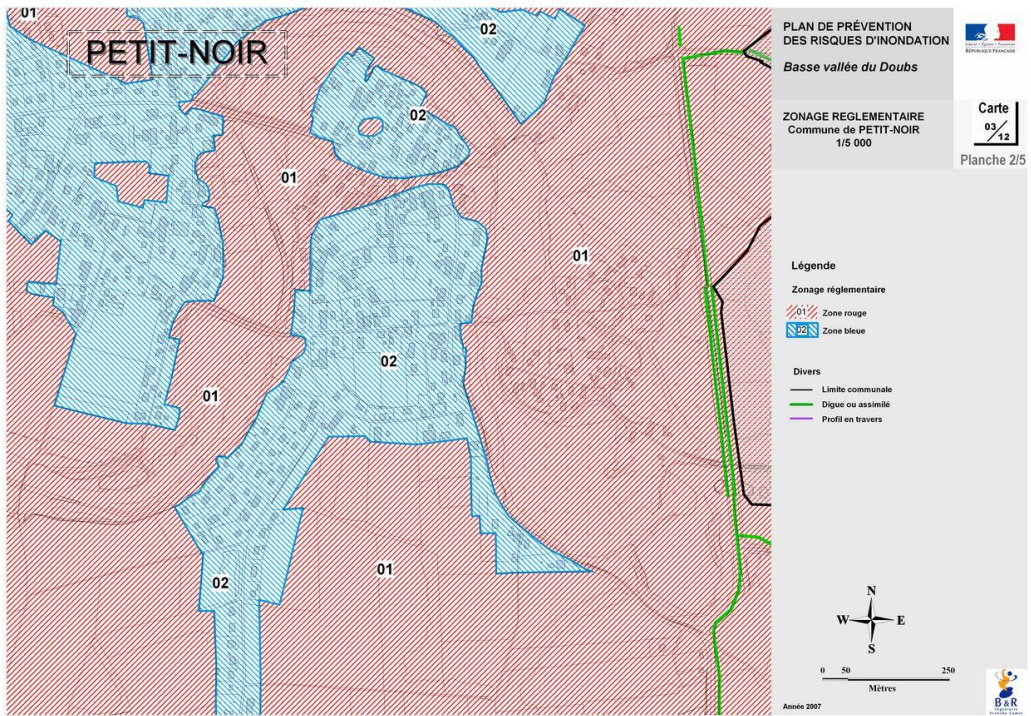 01
PETIT-NOIR
02
02
01
01
02
01
01
02
PLAN DE PRÉVENTION
DES RISQUES D'INONDATION
Basse vallée du Doubs
RÉPUBLIQUE FRANÇAISE
ZONAGE REGLEMENTAIRE
Commune de PETIT-NOIR
1/5 000
Carte
03/12
Planche 2/5
Légende
Zonage réglementaire
01 Zone rouge
02 Zone bleue
Divers
Limite communale
Digue ou assimilé
Profil en travers
N
W E
S
0 50 250
Mètres
Année 2007
B&R